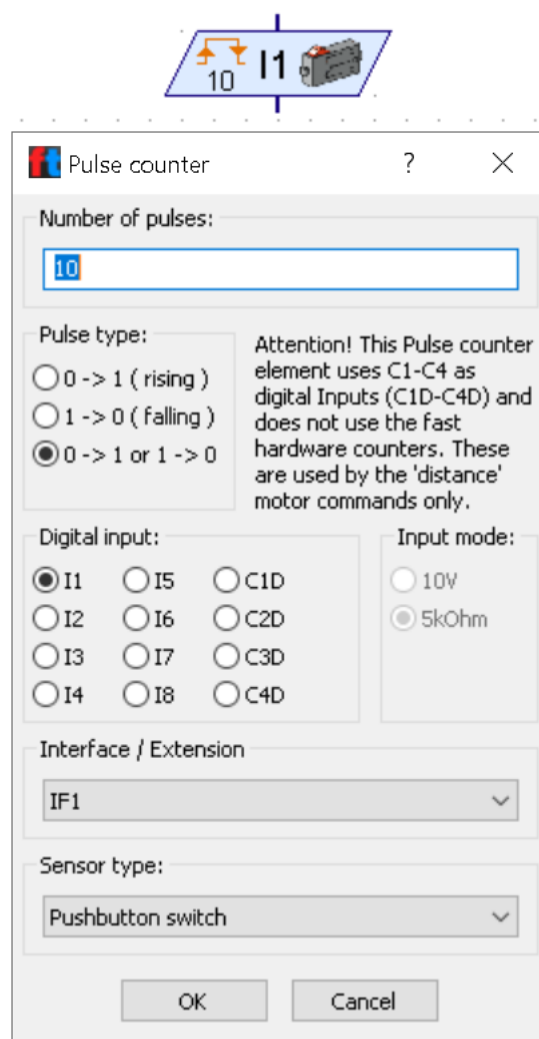 10 I1
ft Pulse counter ? 
Number of pulses:
10
Pulse type:
0 -> 1 ( rising )
1 -> 0 ( falling )
0 -> 1 or 1 -> 0
Attention! This Pulse counter
element uses C1-C4 as
digital Inputs (C1D-C4D) and
does not use the fast
hardware counters. These
are used by the 'distance'
motor commands only.
Digital input:
I1 I5 C1D
I2 I6 C2D
I3 I7 C3D
I4 I8 C4D
Input mode:
10V
5kOhm
Interface / Extension
IF1
Sensor type:
Pushbutton switch
OK Cancel